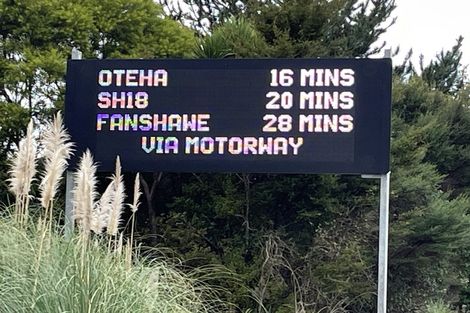 OTEHA 16 MINS
SH18 20 MINS
FANSHAWE 28 MINS
VIA MOTORWAY